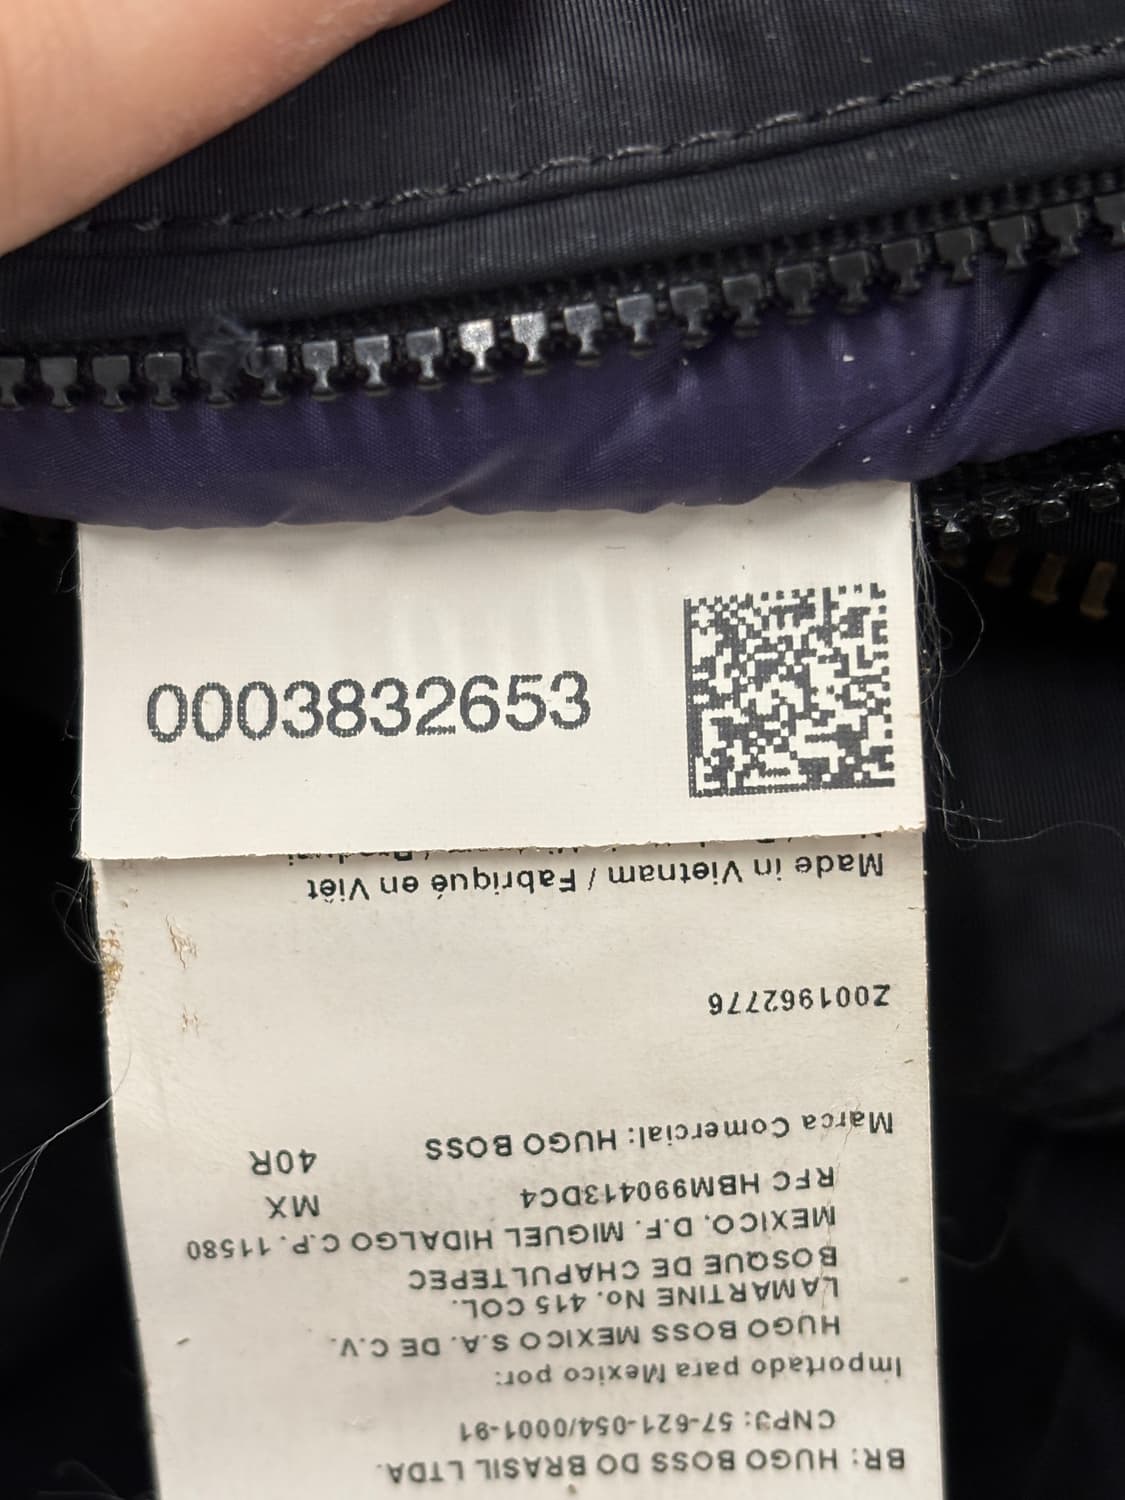 0003832653
BR: HUGO BOSS DO BRASIL LTDA.
CNPJ: 57-621-054/0001-91
Importado para Mexico por:
HUGO BOSS MEXICO S.A. DE C.V.
LAMARTINE No. 415 COL.
BOSQUE DE CHAPULTEPEC
MEXICO. D.F. MIGUEL HIDALGO C.P. 11580
MX
RFC HBM990413DC4
40R
Marca Comercial: HUGO BOSS
Z001962776
Made in Vietnam / Fabriqué en Viêt